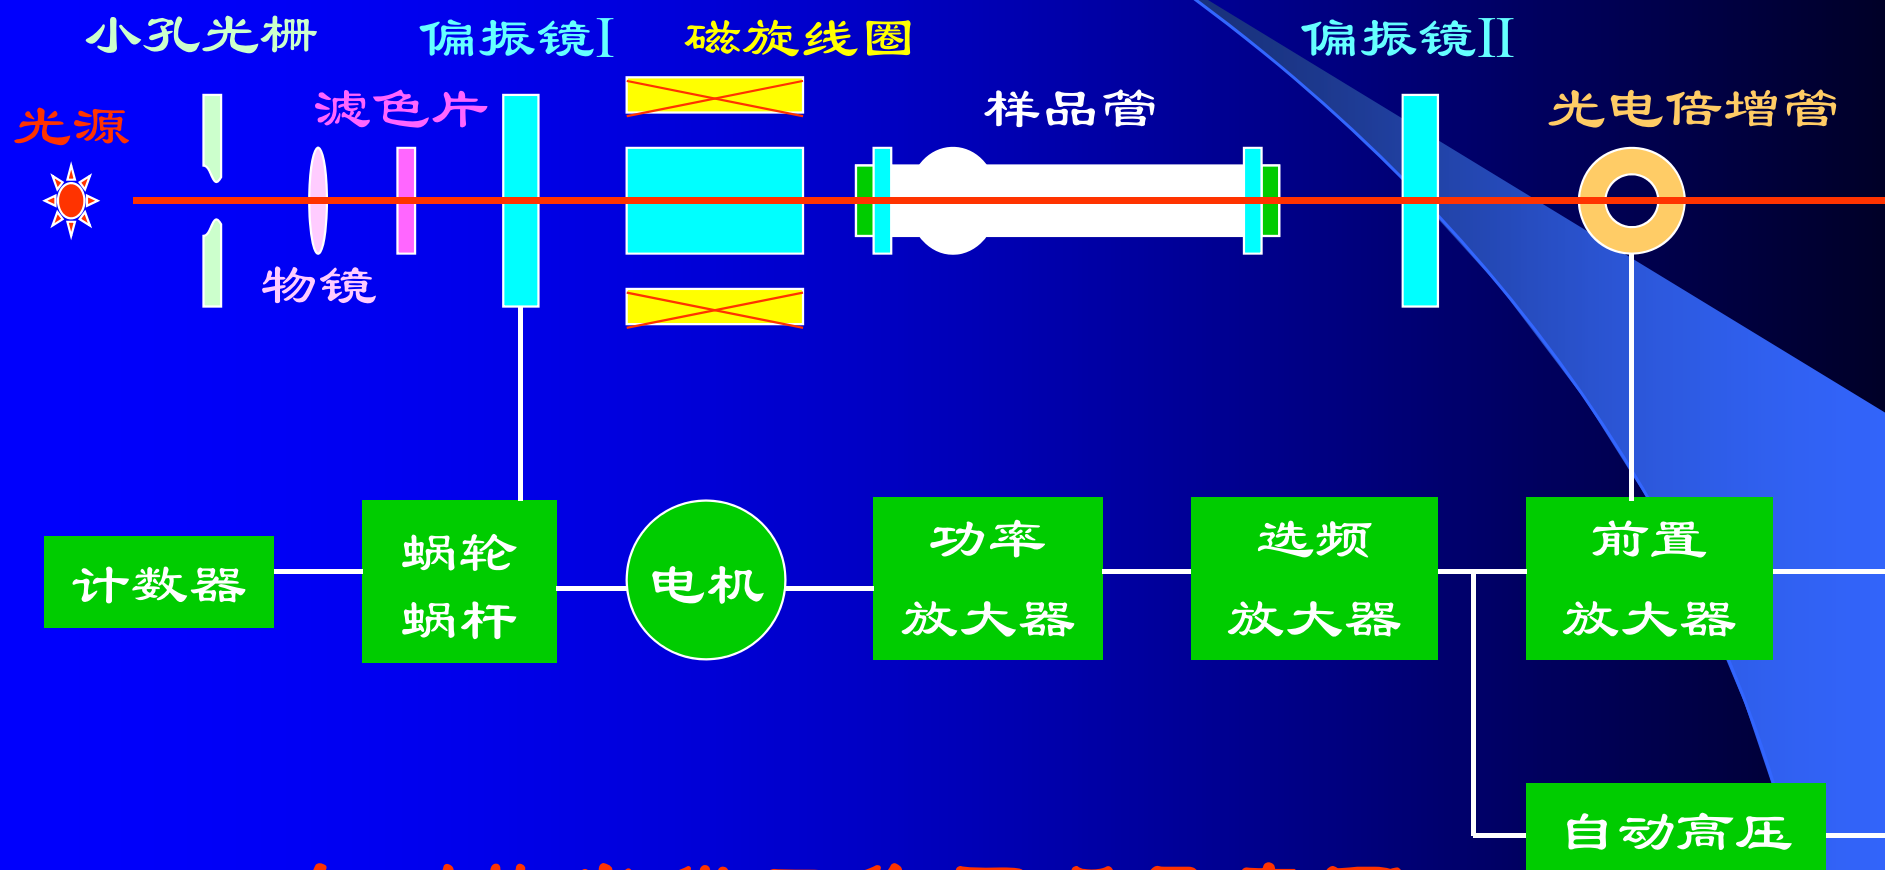 小孔光栅
偏振镜I
磁旋线圈
偏振镜II
光源
滤色片
样品管
光电倍增管
物镜
计数器
蜗轮
蜗杆
电机
功率
放大器
选频
放大器
前置
放大器
自动高压